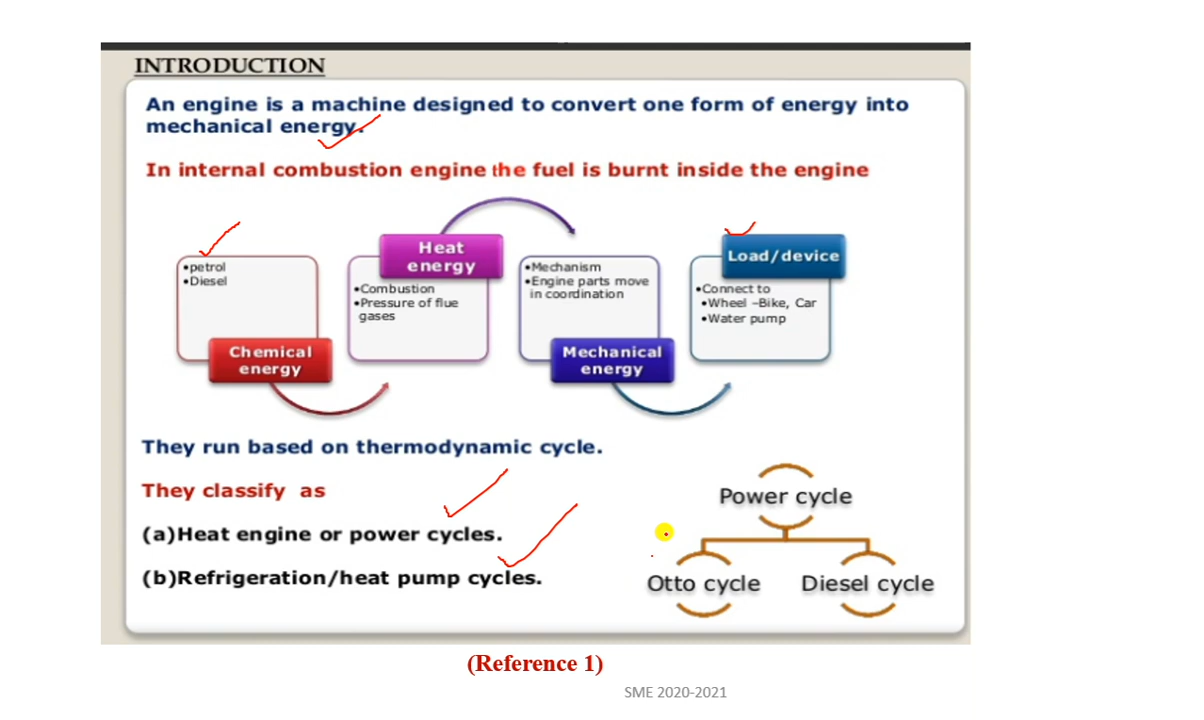 INTRODUCTION
An engine is a machine designed to convert one form of energy into
mechanical energy.
In internal combustion engine the fuel is burnt inside the engine
•petrol
•Diesel
Chemical
energy
Heat
energy
•Combustion
•Pressure of flue
gases
•Mechanism
•Engine parts move
in coordination
Mechanical
energy
Load/device
•Connect to
•Wheel –Bike, Car
•Water pump
They run based on thermodynamic cycle.
They classify as
(a)Heat engine or power cycles.
(b)Refrigeration/heat pump cycles.
Power cycle
Otto cycle
Diesel cycle
(Reference 1)
SME 2020-2021